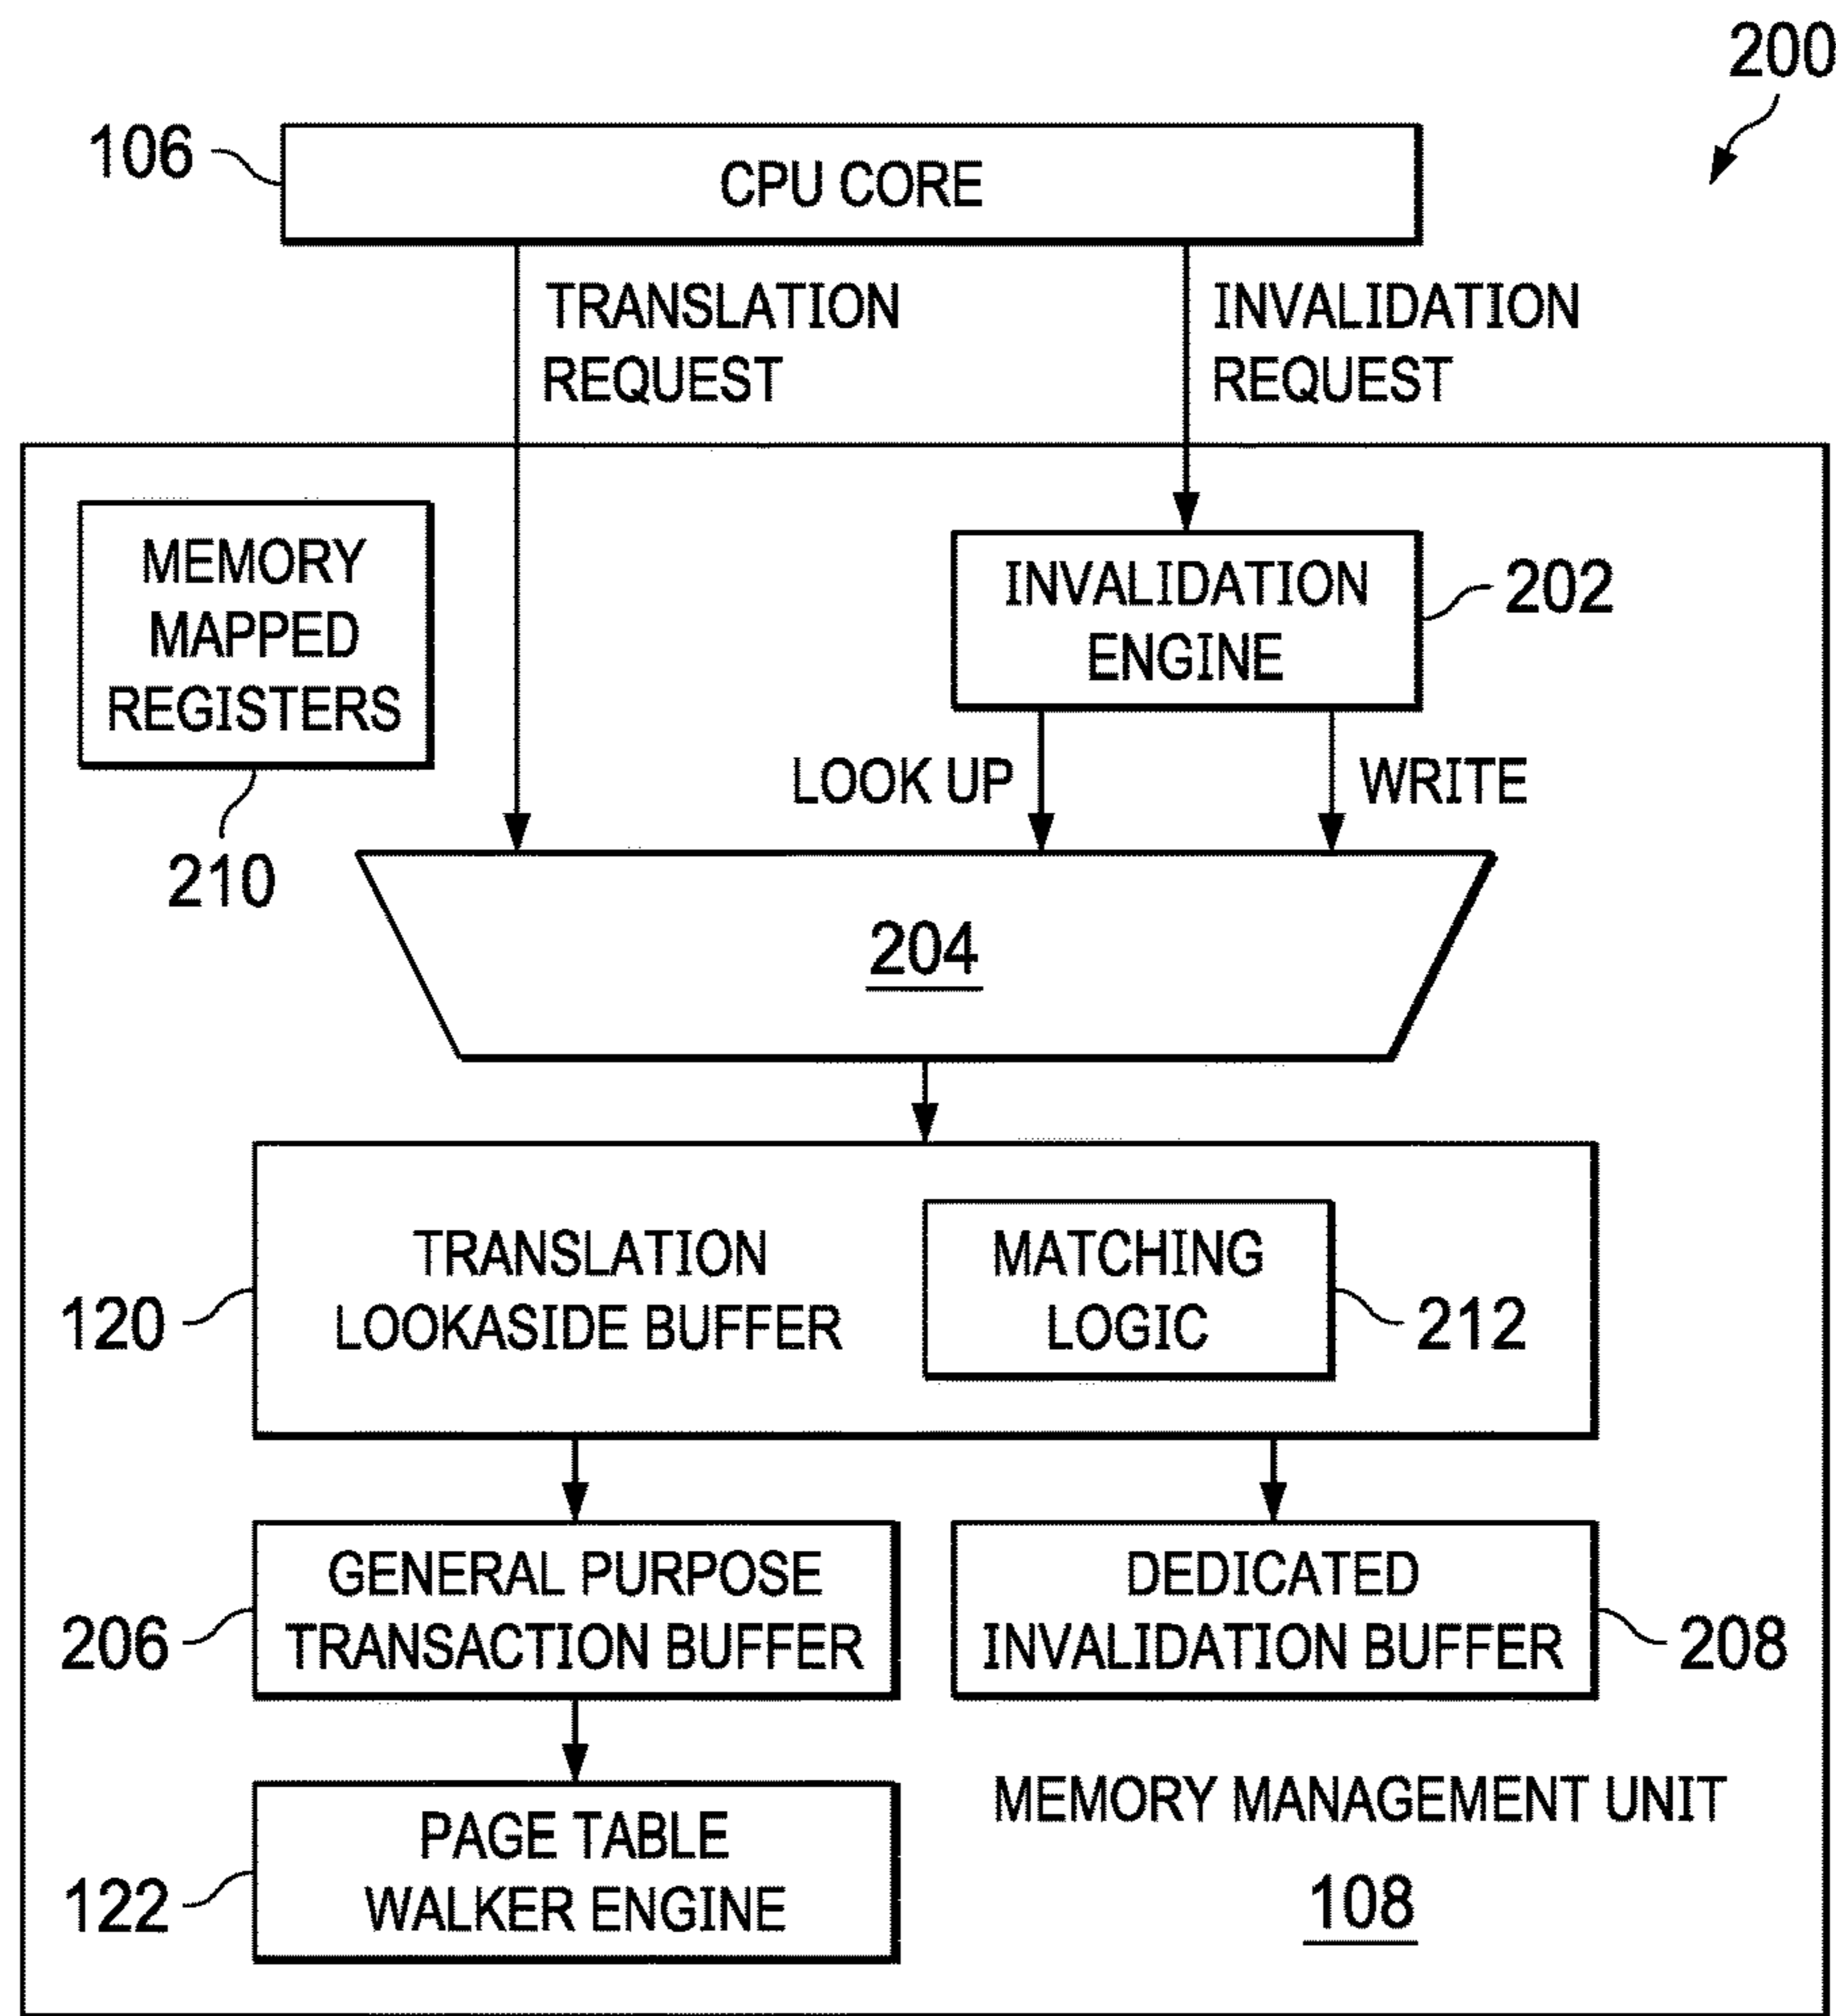 200
106
CPU CORE
TRANSLATION
REQUEST
INVALIDATION
REQUEST
MEMORY
MAPPED
REGISTERS
210
INVALIDATION
ENGINE
202
LOOK UP
WRITE
204
120
TRANSLATION
LOOKASIDE BUFFER
MATCHING
LOGIC
212
206
GENERAL PURPOSE
TRANSACTION BUFFER
DEDICATED
INVALIDATION BUFFER
208
122
PAGE TABLE
WALKER ENGINE
MEMORY MANAGEMENT UNIT
108